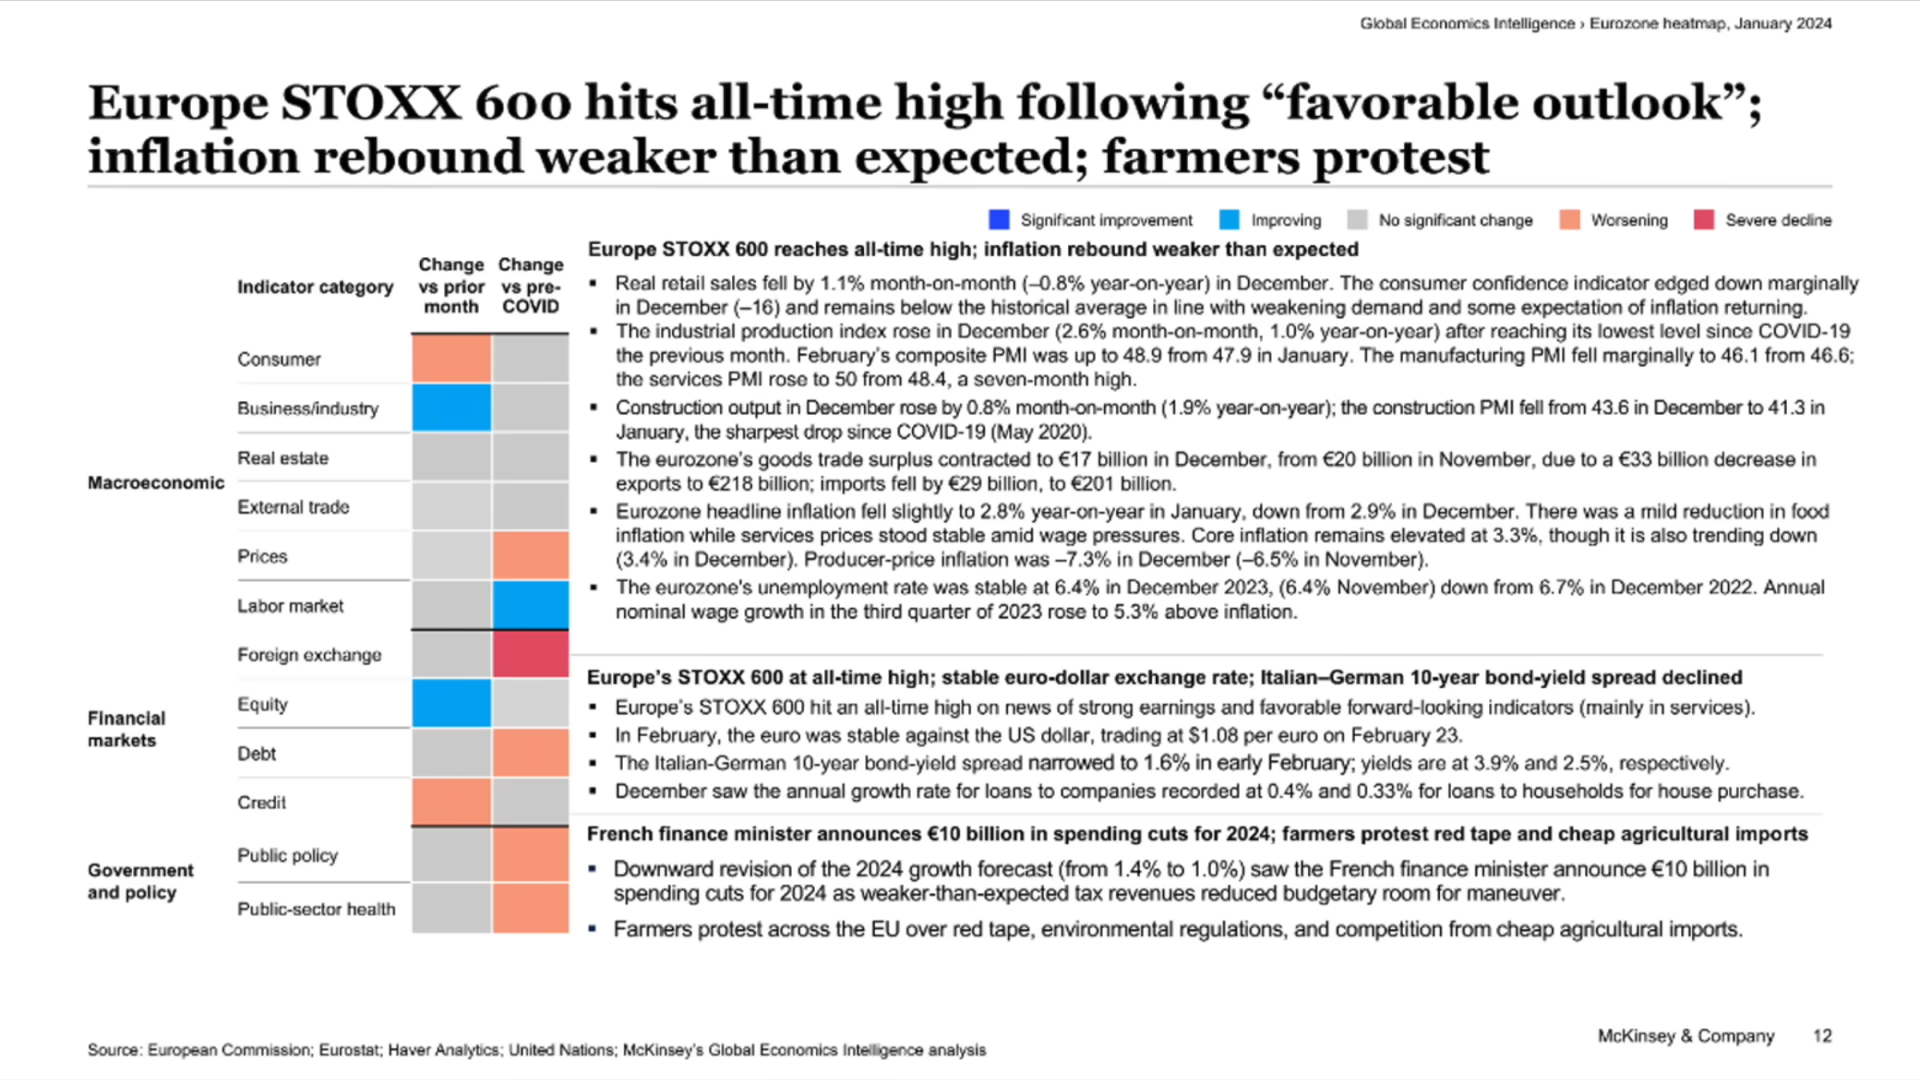 Global Economics Intelligence › Eurozone heatmap, January 2024
Europe STOXX 600 hits all-time high following “favorable outlook”;
inflation rebound weaker than expected; farmers protest
Significant improvement
Improving
No significant change
Worsening
Severe decline
Indicator category
Change
vs prior
month
Change
vs pre-
COVID
Macroeconomic
Consumer
Business/industry
Real estate
External trade
Prices
Labor market
Financial
markets
Foreign exchange
Equity
Debt
Credit
Government
and policy
Public policy
Public-sector health
Europe STOXX 600 reaches all-time high; inflation rebound weaker than expected
▪ Real retail sales fell by 1.1% month-on-month (–0.8% year-on-year) in December. The consumer confidence indicator edged down marginally
in December (–16) and remains below the historical average in line with weakening demand and some expectation of inflation returning.
▪ The industrial production index rose in December (2.6% month-on-month, 1.0% year-on-year) after reaching its lowest level since COVID-19
the previous month. February’s composite PMI was up to 48.9 from 47.9 in January. The manufacturing PMI fell marginally to 46.1 from 46.6;
the services PMI rose to 50 from 48.4, a seven-month high.
▪ Construction output in December rose by 0.8% month-on-month (1.9% year-on-year); the construction PMI fell from 43.6 in December to 41.3 in
January, the sharpest drop since COVID-19 (May 2020).
▪ The eurozone’s goods trade surplus contracted to €17 billion in December, from €20 billion in November, due to a €33 billion decrease in
exports to €218 billion; imports fell by €29 billion, to €201 billion.
▪ Eurozone headline inflation fell slightly to 2.8% year-on-year in January, down from 2.9% in December. There was a mild reduction in food
inflation while services prices stood stable amid wage pressures. Core inflation remains elevated at 3.3%, though it is also trending down
(3.4% in December). Producer-price inflation was –7.3% in December (–6.5% in November).
▪ The eurozone's unemployment rate was stable at 6.4% in December 2023, (6.4% November) down from 6.7% in December 2022. Annual
nominal wage growth in the third quarter of 2023 rose to 5.3% above inflation.
Europe’s STOXX 600 at all-time high; stable euro-dollar exchange rate; Italian–German 10-year bond-yield spread declined
▪ Europe’s STOXX 600 hit an all-time high on news of strong earnings and favorable forward-looking indicators (mainly in services).
▪ In February, the euro was stable against the US dollar, trading at $1.08 per euro on February 23.
▪ The Italian-German 10-year bond-yield spread narrowed to 1.6% in early February; yields are at 3.9% and 2.5%, respectively.
▪ December saw the annual growth rate for loans to companies recorded at 0.4% and 0.33% for loans to households for house purchase.
French finance minister announces €10 billion in spending cuts for 2024; farmers protest red tape and cheap agricultural imports
▪ Downward revision of the 2024 growth forecast (from 1.4% to 1.0%) saw the French finance minister announce €10 billion in
spending cuts for 2024 as weaker-than-expected tax revenues reduced budgetary room for maneuver.
▪ Farmers protest across the EU over red tape, environmental regulations, and competition from cheap agricultural imports.
Source: European Commission; Eurostat; Haver Analytics; United Nations; McKinsey’s Global Economics Intelligence analysis
McKinsey & Company 12